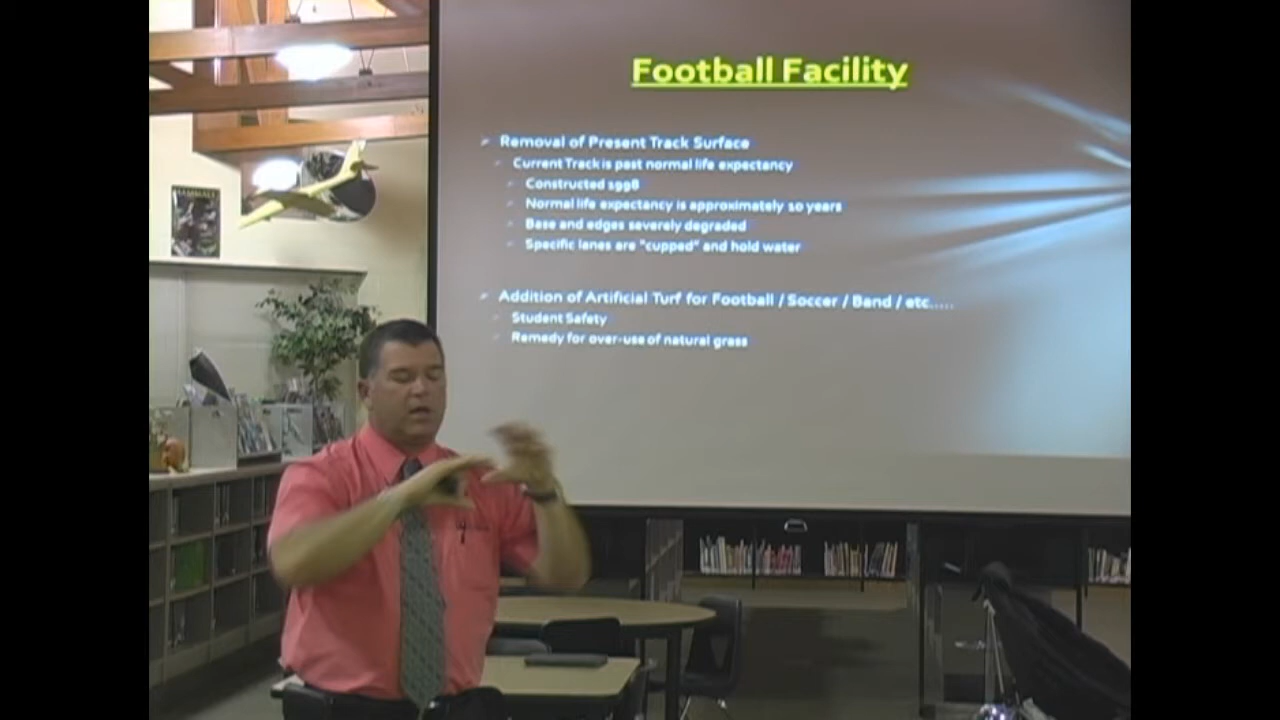 Football Facility
Removal of Present Track Surface
Current Track is past normal life expectancy
Constructed 1998
Normal life expectancy is approximately 10 years
Base and edges severely degraded
Specific lanes are "cupped" and hold water
Addition of Artificial Turf for Football / Soccer / Band / etc.....
Student Safety
Remedy for over-use of natural grass